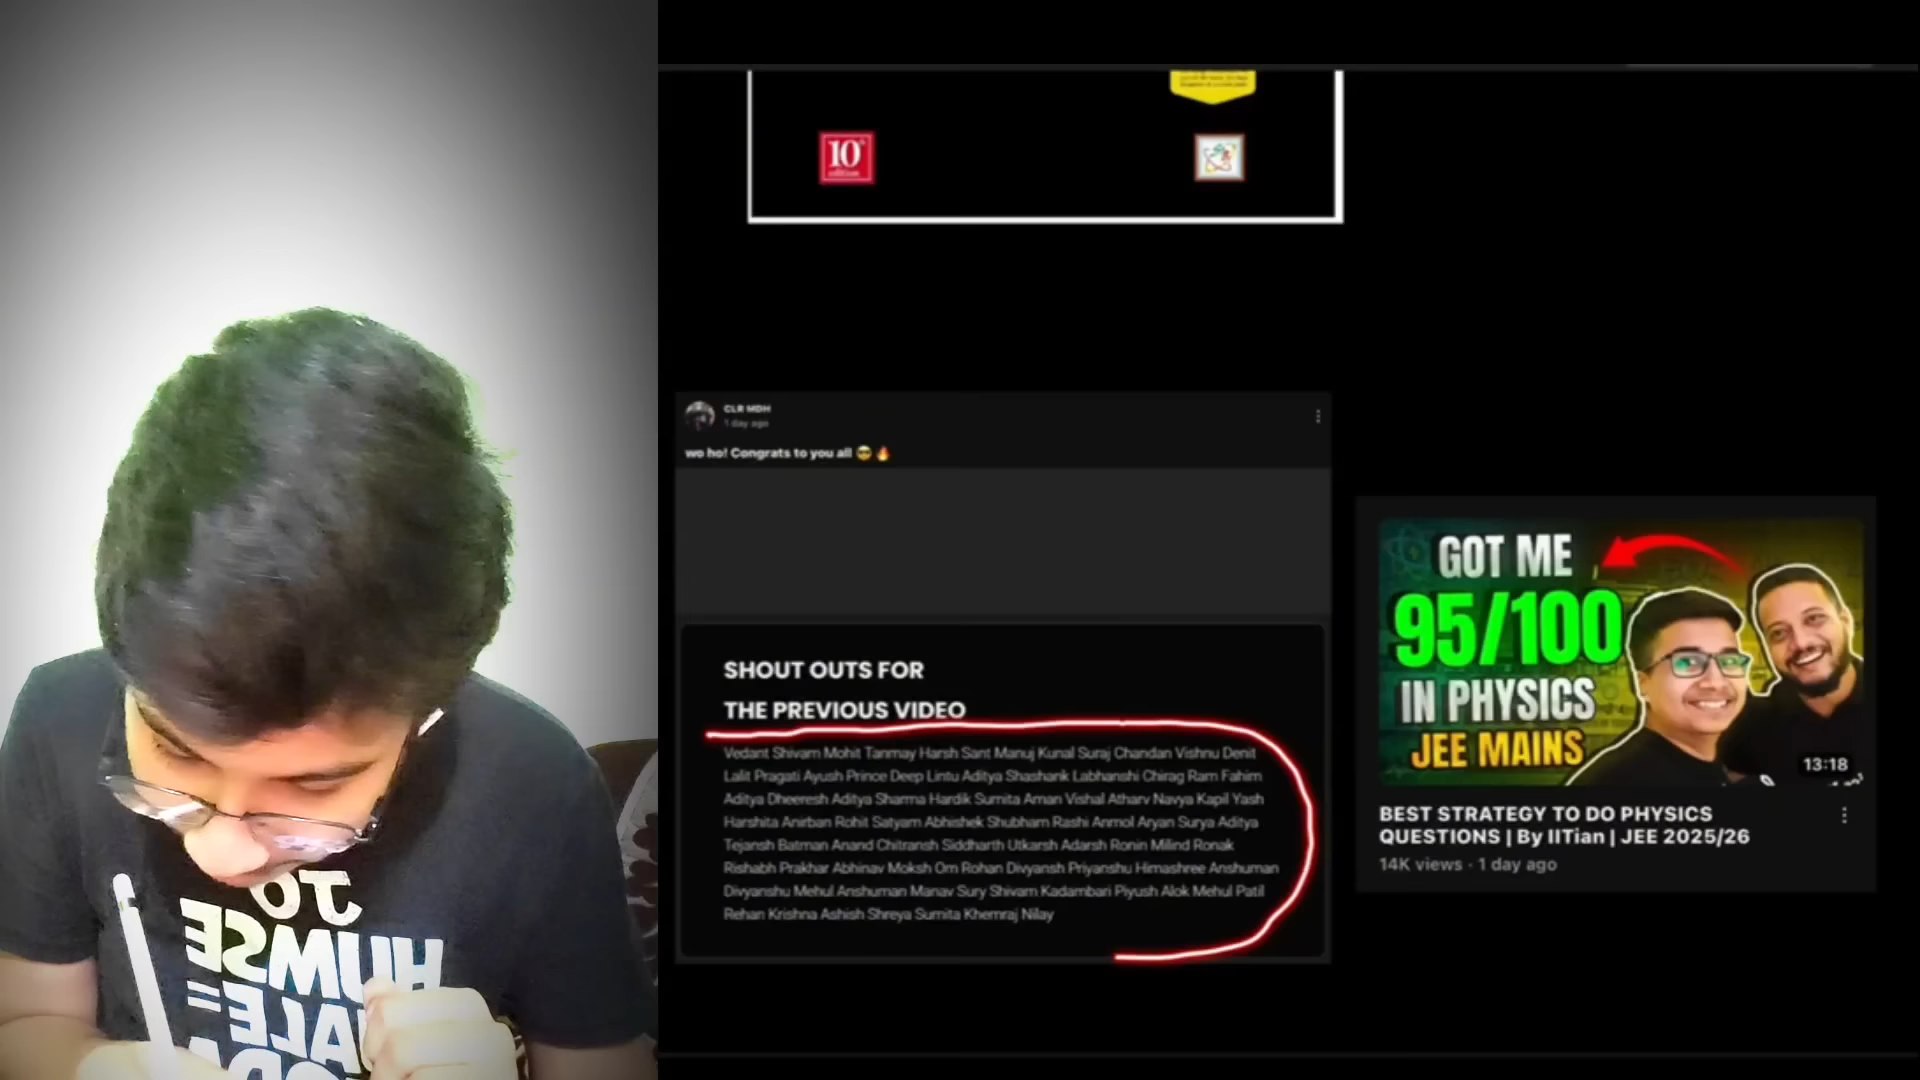 10th
edition
CLR MDH
1 day ago
wo ho! Congrats to you all 😎🔥
SHOUT OUTS FOR
THE PREVIOUS VIDEO
Vedant Shivam Mohit Tanmay Harsh Sant Manuj Kunal Suraj Chandan Vishnu Denit
Lalit Pragati Ayush Prince Deep Lintu Aditya Shasharik Labhanshi Chirag Ram Fahim
Aditya Dheeresh Aditya Sharma Hardik Sumita Aman Vishal Atharv Navya Kapil Yash
Harshita Anirban Rohit Satyam Abhishek Shubham Rashi Anmol Aryan Surya Aditya
Tejansh Batman Anand Chitransh Siddharth Utkarsh Adarsh Ronin Milind Ronak
Rishabh Prakhar Abhinav Moksh Om Rohan Divyansh Priyanshu Himashree Anshuman
Divyanshu Mehul Anshuman Manav Sury Shivam Kadambari Piyush Alok Mehul Patil
Rehan Krishna Ashish Shreya Sumita Khemraj Nilay
GOT ME
95/100
IN PHYSICS
JEE MAINS
13:18
BEST STRATEGY TO DO PHYSICS
QUESTIONS | By IITian | JEE 2025/26
14K views · 1 day ago